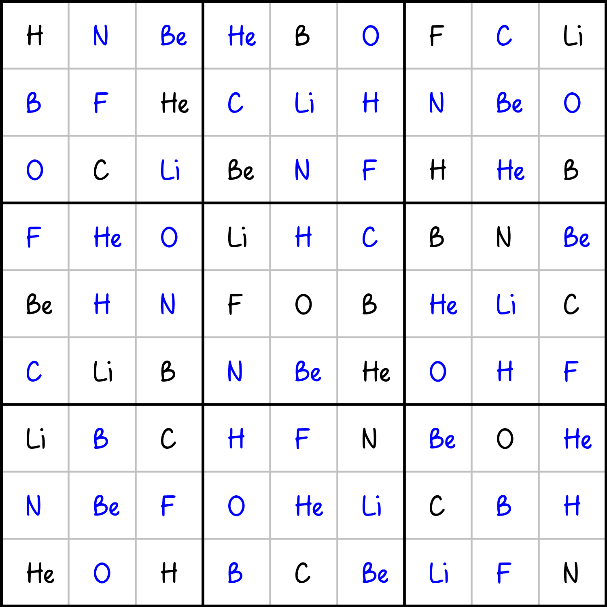 H N Be He B O F C Li
B F He C Li H N Be O
O C Li Be N F H He B
F He O Li H C B N Be
Be H N F O B He Li C
C Li B N Be He O H F
Li B C H F N Be O He
N Be F O He Li C B H
He O H B C Be Li F N